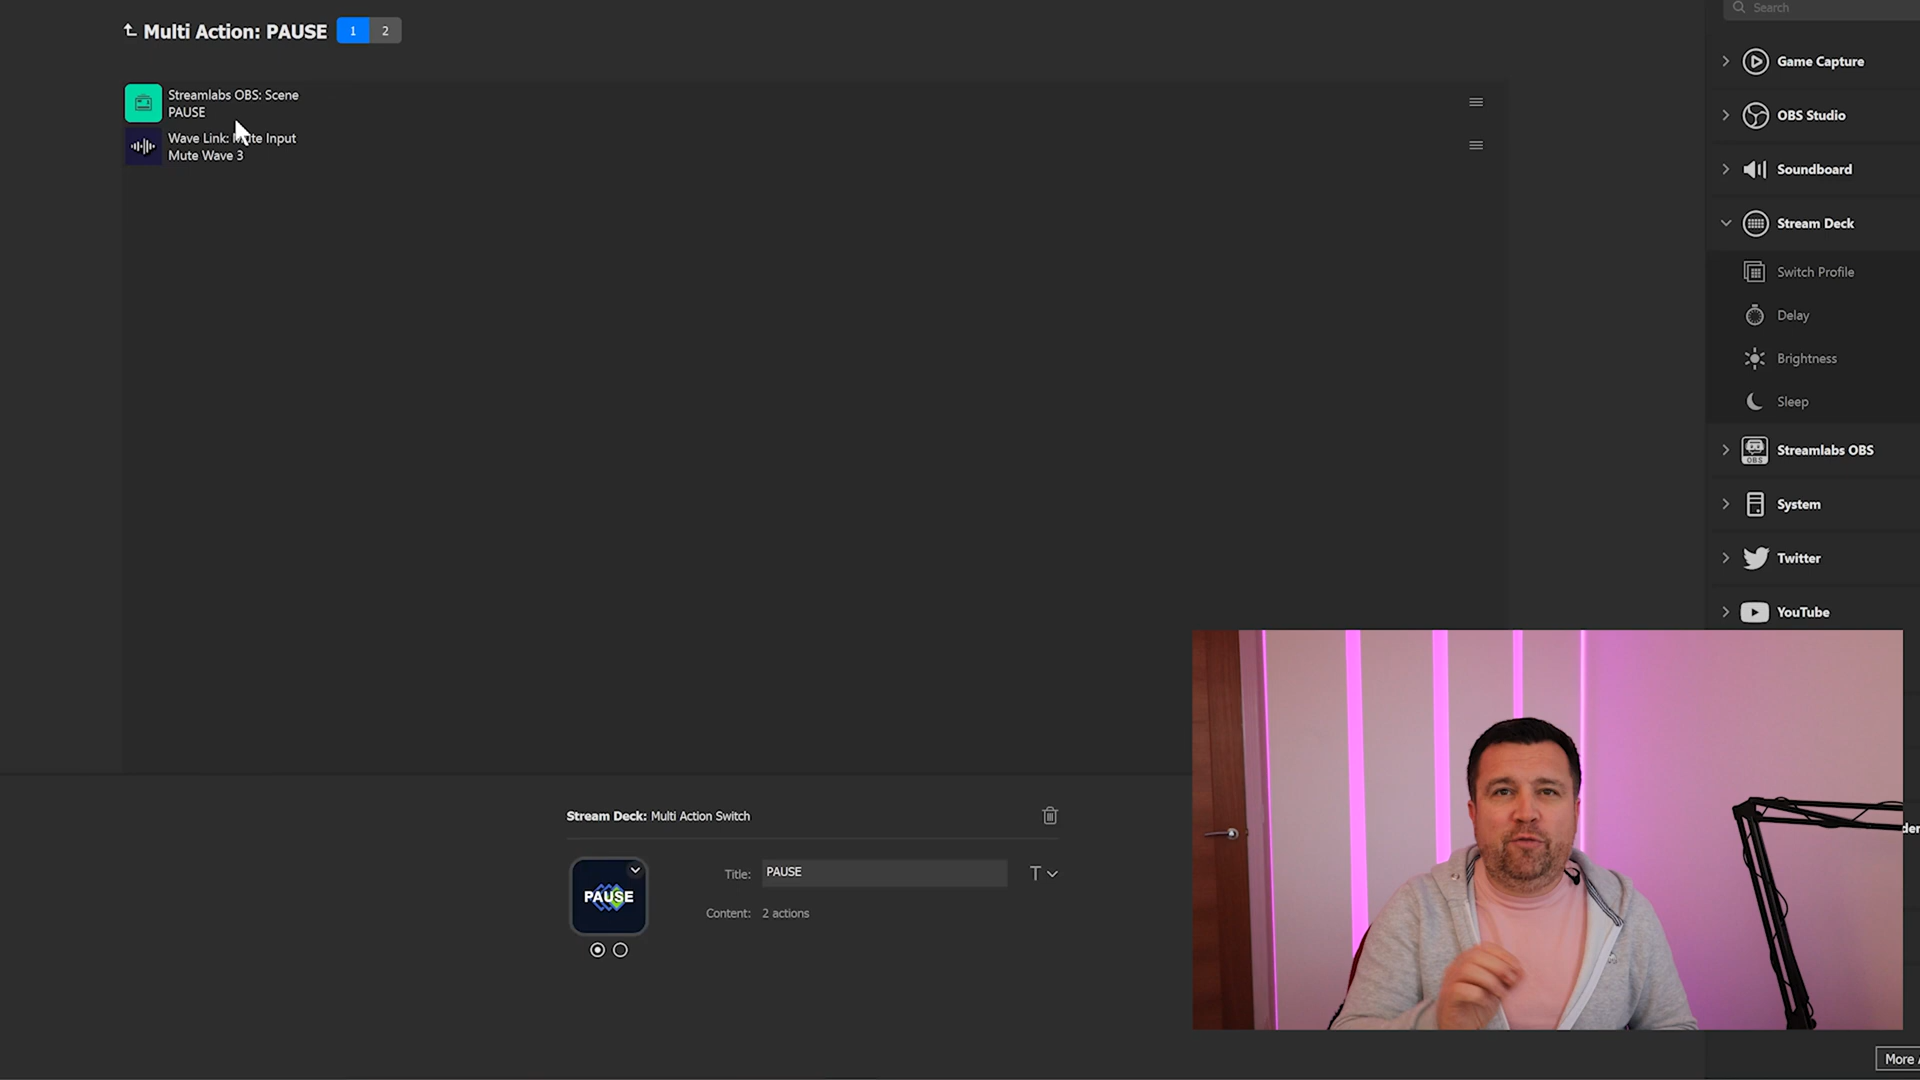 Multi Action: PAUSE
1
2
Search
Streamlabs OBS: Scene
PAUSE
Wave Link: Mute Input
Mute Wave 3
Game Capture
OBS Studio
Soundboard
Stream Deck
Switch Profile
Delay
Brightness
Sleep
OBS
Streamlabs OBS
System
Twitter
YouTube
Stream Deck: Multi Action Switch
PAUSE
Title:
PAUSE
T
Content:
2 actions
More